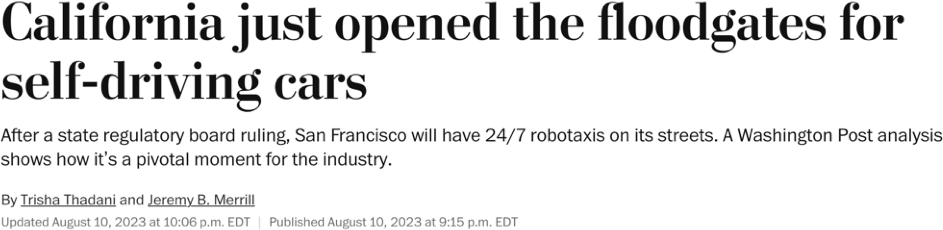 California just opened the floodgates for
self-driving cars
After a state regulatory board ruling, San Francisco will have 24/7 robotaxis on its streets. A Washington Post analysis
shows how it's a pivotal moment for the industry.
By Trisha Thadani and Jeremy B. Merrill
Updated August 10, 2023 at 10:06 p.m. EDT | Published August 10, 2023 at 9:15 p.m. EDT